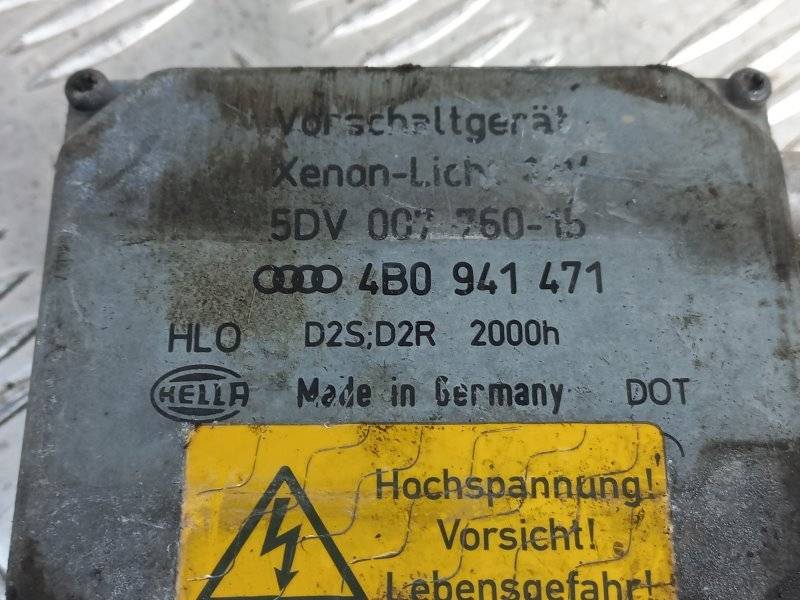 Vorschaltgerät
Xenon-Licht
5DV 007 760-15
4B0 941 471
HLO D2S;D2R 2000h
HELLA Made in Germany DOT
Hochspannung!
Vorsicht!
Lebensgefahr!